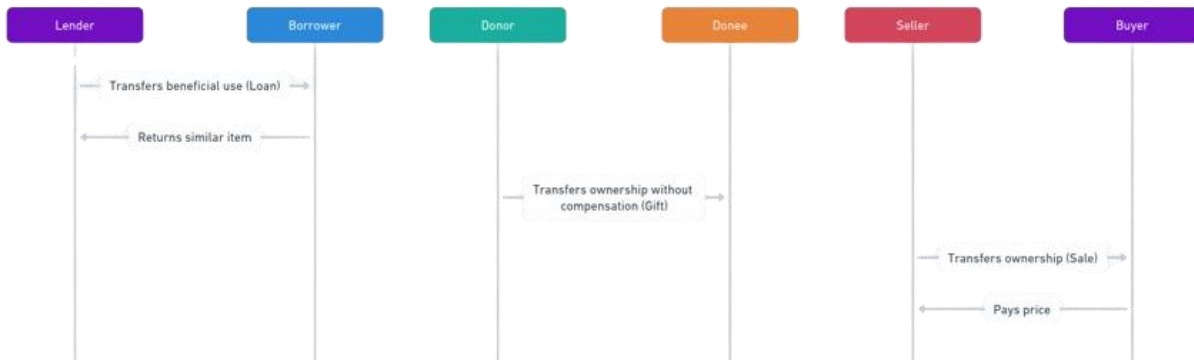 Lender
Borrower
Donor
Donee
Seller
Buyer
Transfers beneficial use (Loan)
Returns similar item
Transfers ownership without
compensation (Gift)
Transfers ownership (Sale)
Pays price